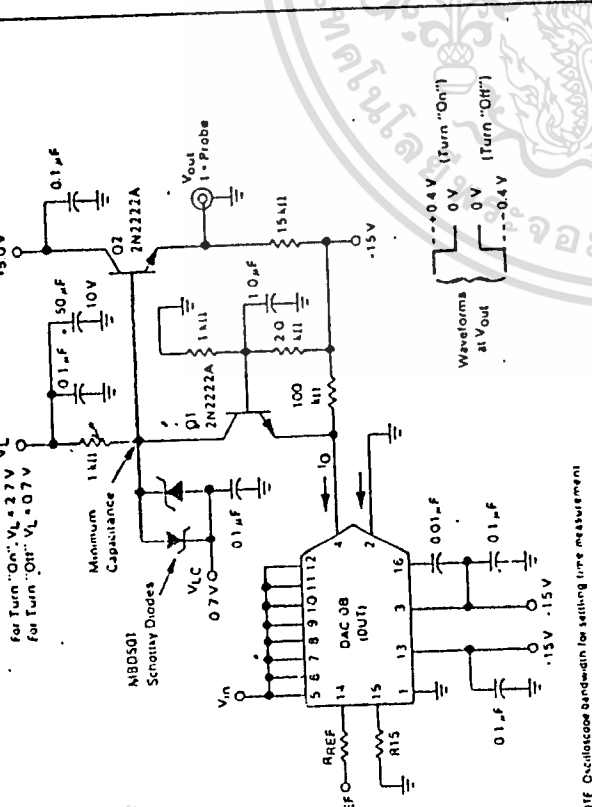 For Turn "On", VL = 2.7 V
For Turn "Off" VL = 0.7 V
VL
+5.0 V
0.1 µF
50 µF
10 V
0.1 µF
1 kΩ
Minimum
Capacitance
Q2
2N2222A
Vout
1 × Probe
MBD501
Schottky Diodes
VLC
0.7 V
0.1 µF
Q1
2N2222A
1 kΩ
1.0 µF
2.0
kΩ
15 kΩ
100
kΩ
-15 V
IO
Vin
5 6 7 8 9 10 11 12
DAC 08
(DUT)
14
15
1
13
3
16
2
4
RREF
R15
0.01 µF
0.1 µF
0.1 µF
-15 V
-15 V
Waveforms
at Vout
+0.4 V
0 V
(Turn "On")
0 V
-0.4 V
(Turn "Off")
Oscilloscope bandwidth for settling time measurement